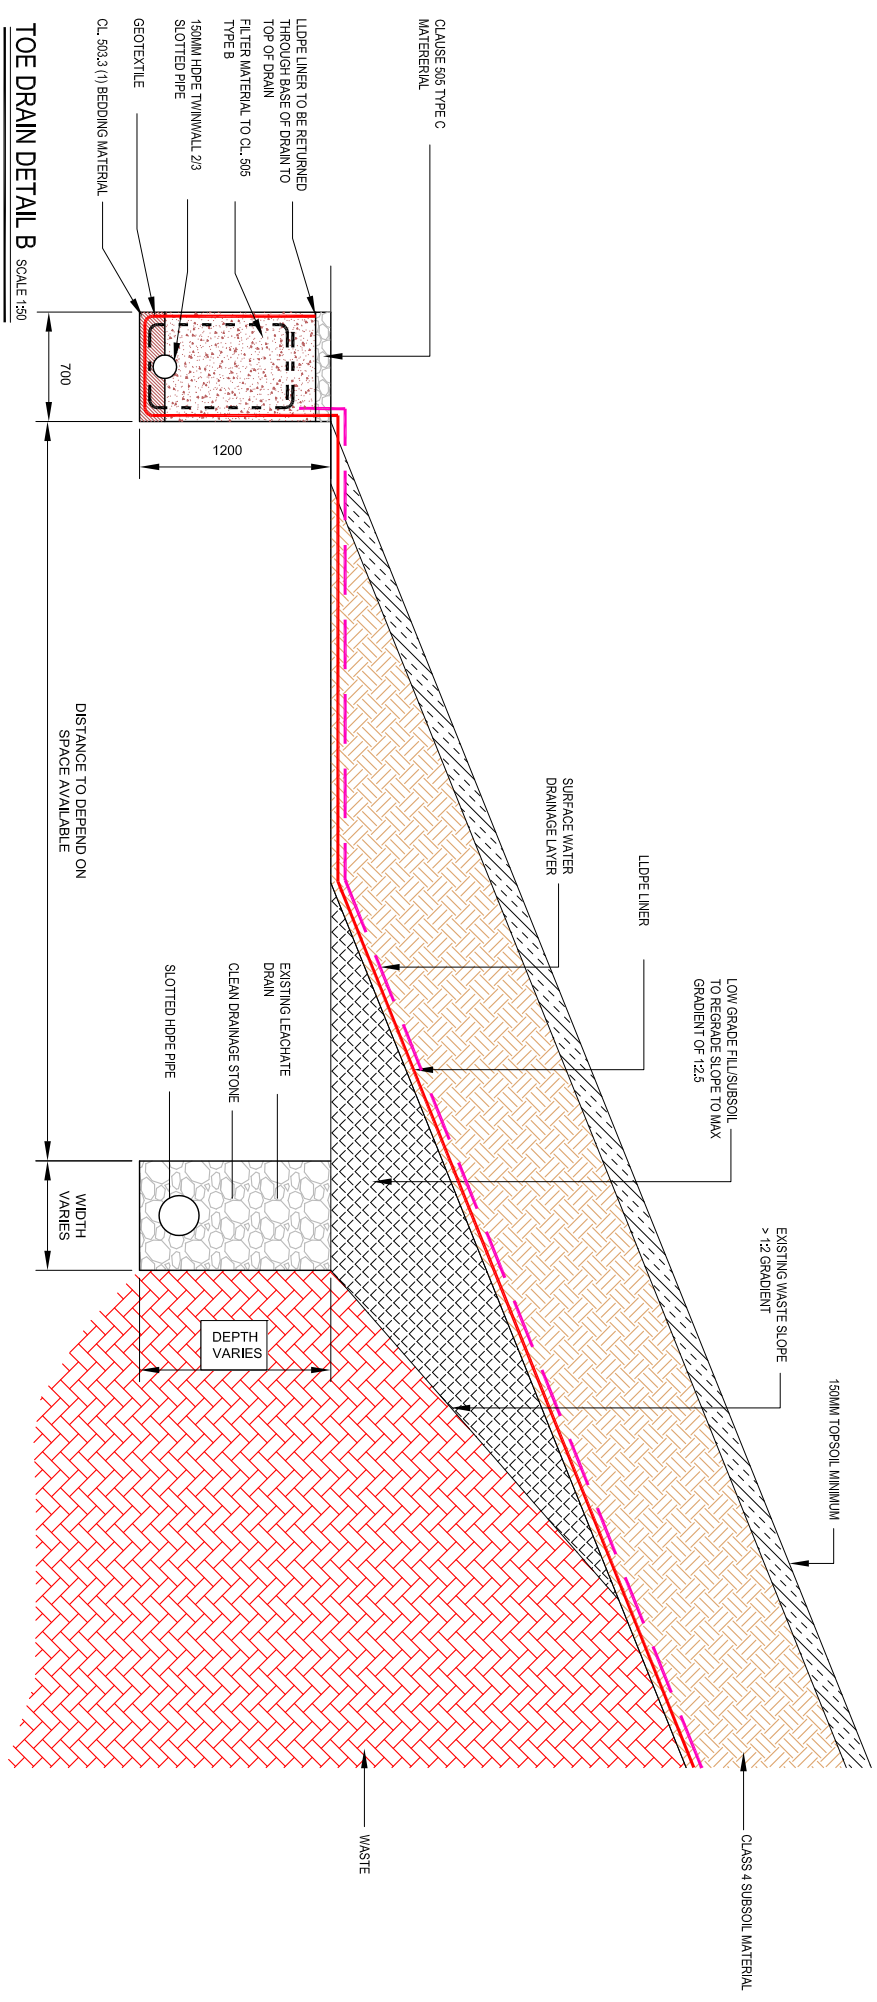 150MM TOPSOIL MINIMUM
EXISTING WASTE SLOPE
> 1:2 GRADIENT
LOW GRADE FILL/SUBSOIL
TO REGRADE SLOPE TO MAX
GRADIENT OF 1:2.5
LLDPE LINER
SURFACE WATER
DRAINAGE LAYER
CLASS 4 SUBSOIL MATERIAL
CLAUSE 505 TYPE C
MATERERIAL
LLDPE LINER TO BE RETURNED
THROUGH BASE OF DRAIN TO
TOP OF DRAIN
FILTER MATERIAL TO CL. 505
TYPE B
150MM HDPE TWINWALL 2/3
SLOTTED PIPE
GEOTEXTILE
CL. 503.3 (1) BEDDING MATERIAL
WASTE
EXISTING LEACHATE
DRAIN
CLEAN DRAINAGE STONE
SLOTTED HDPE PIPE
1200
DEPTH
VARIES
700
DISTANCE TO DEPEND ON
SPACE AVAILABLE
WIDTH
VARIES
TOE DRAIN DETAIL B SCALE 1:50